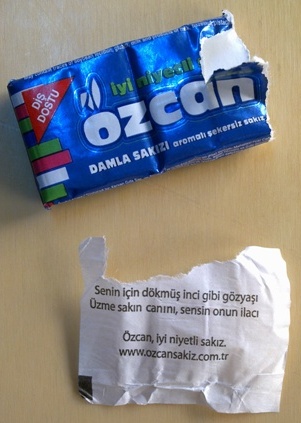 DİŞ
DOSTU
iyi niyetli
özcan
DAMLA SAKIZI aromalı şekersiz sakız
Senin için dökmüş inci gibi gözyaşı
Üzme sakın canını, sensin onun ilacı
Özcan, iyi niyetli sakız.
www.ozcansakiz.com.tr